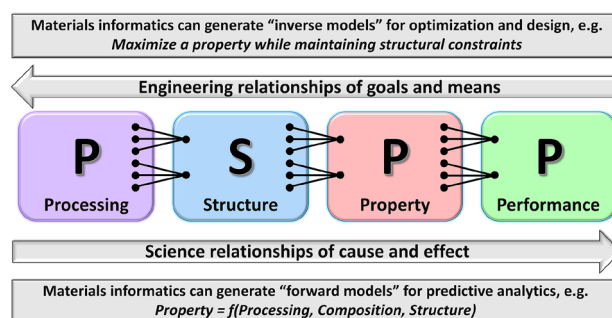 Materials informatics can generate “inverse models” for optimization and design, e.g.
Maximize a property while maintaining structural constraints
Engineering relationships of goals and means
P S P P
Processing Structure Property Performance
Science relationships of cause and effect
Materials informatics can generate “forward models” for predictive analytics, e.g.
Property = f(Processing, Composition, Structure)